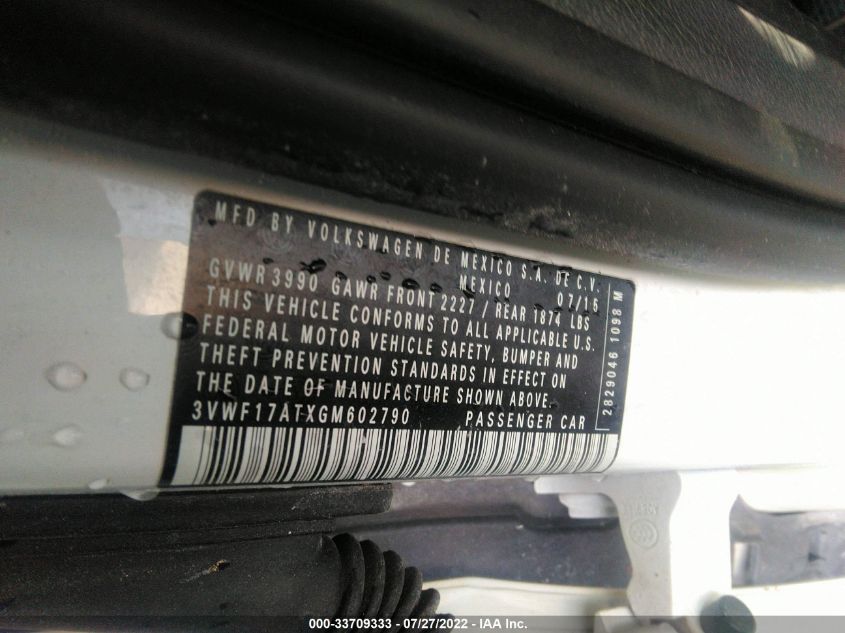 MFD BY VOLKSWAGEN DE MEXICO S.A. DE C.V.
MEXICO 07/15
GVWR 3990 GAWR FRONT 2227 / REAR 1874 LBS
THIS VEHICLE CONFORMS TO ALL APPLICABLE U.S.
FEDERAL MOTOR VEHICLE SAFETY, BUMPER AND
THEFT PREVENTION STANDARDS IN EFFECT ON
THE DATE OF MANUFACTURE SHOWN ABOVE.
3VWF17ATXGM602790 PASSENGER CAR
2829046 1098 M
000-33709333 - 07/27/2022 - IAA Inc.